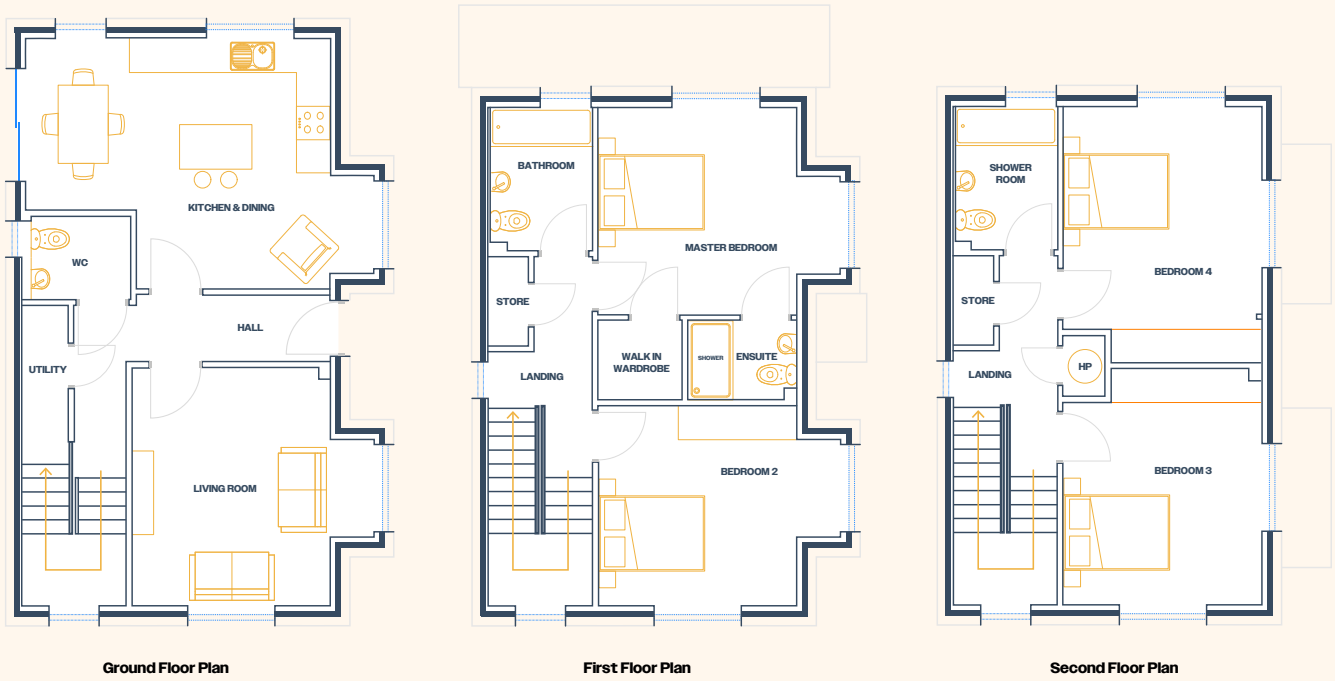 KITCHEN & DINING
WC
HALL
UTILITY
LIVING ROOM
Ground Floor Plan
BATHROOM
MASTER BEDROOM
STORE
WALK IN
WARDROBE
SHOWER
ENSUITE
LANDING
BEDROOM 2
First Floor Plan
SHOWER
ROOM
BEDROOM 4
STORE
HP
LANDING
BEDROOM 3
Second Floor Plan